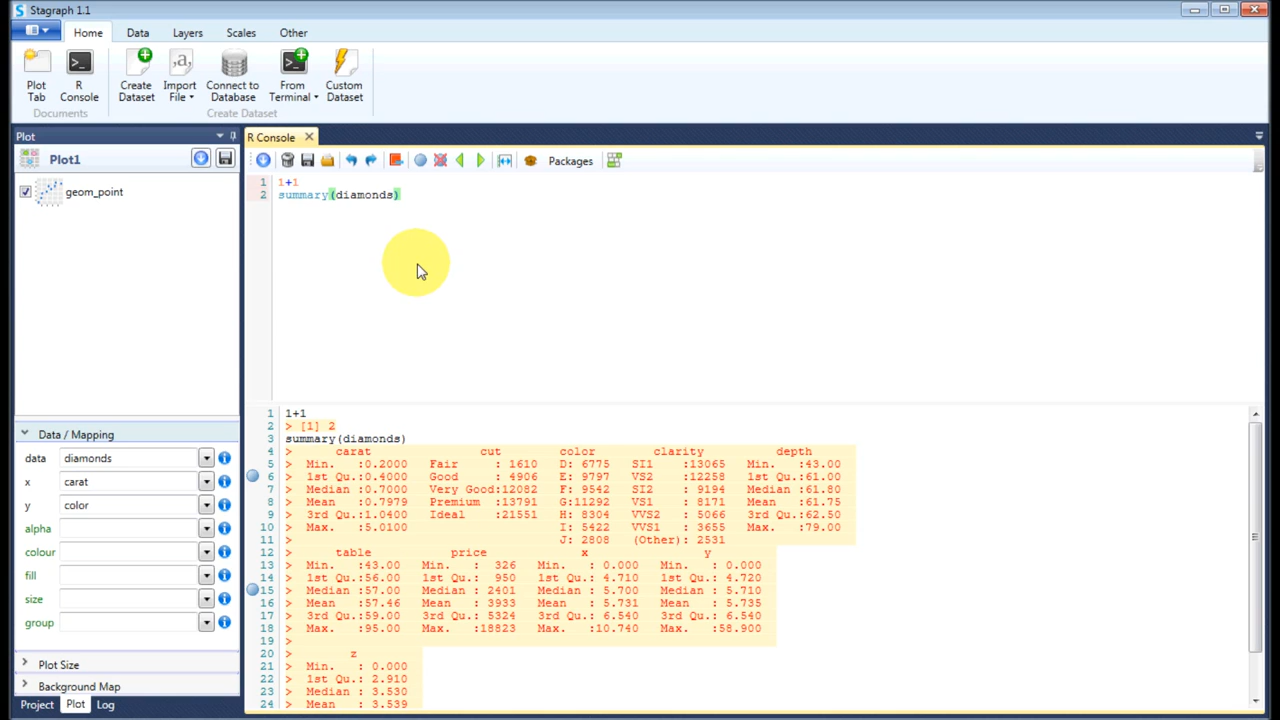 Stagraph 1.1
Home Data Layers Scales Other
Plot Tab
R Console
Create Dataset
Import File
Connect to Database
From Terminal
Custom Dataset
Documents
Create Dataset
Plot
R Console
Plot1
Packages
geom_point
1 1+1
2 summary(diamonds)
Data / Mapping
data diamonds
x carat
y color
alpha
colour
fill
size
group
Plot Size
Background Map
Project Plot Log
1 1+1
2 > [1] 2
3 summary(diamonds)
4 > carat cut color clarity depth
5 > Min. :0.2000 Fair : 1610 D: 6775 SI1 :13065 Min. :43.00
6 > 1st Qu.:0.4000 Good : 4906 E: 9797 VS2 :12258 1st Qu.:61.00
7 > Median :0.7000 Very Good:12082 F: 9542 SI2 : 9194 Median :61.80
8 > Mean :0.7979 Premium :13791 G:11292 VS1 : 8171 Mean :61.75
9 > 3rd Qu.:1.0400 Ideal :21551 H: 8304 VVS2 : 5066 3rd Qu.:62.50
10 > Max. :5.0100 I: 5422 VVS1 : 3655 Max. :79.00
11 > J: 2808 (Other): 2531
12 > table price x y
13 > Min. :43.00 Min. : 326 Min. : 0.000 Min. : 0.000
14 > 1st Qu.:56.00 1st Qu.: 950 1st Qu.: 4.710 1st Qu.: 4.720
15 > Median :57.00 Median : 2401 Median : 5.700 Median : 5.710
16 > Mean :57.46 Mean : 3933 Mean : 5.731 Mean : 5.735
17 > 3rd Qu.:59.00 3rd Qu.: 5324 3rd Qu.: 6.540 3rd Qu.: 6.540
18 > Max. :95.00 Max. :18823 Max. :10.740 Max. :58.900
19 >
20 > z
21 > Min. : 0.000
22 > 1st Qu.: 2.910
23 > Median : 3.530
24 > Mean : 3.539